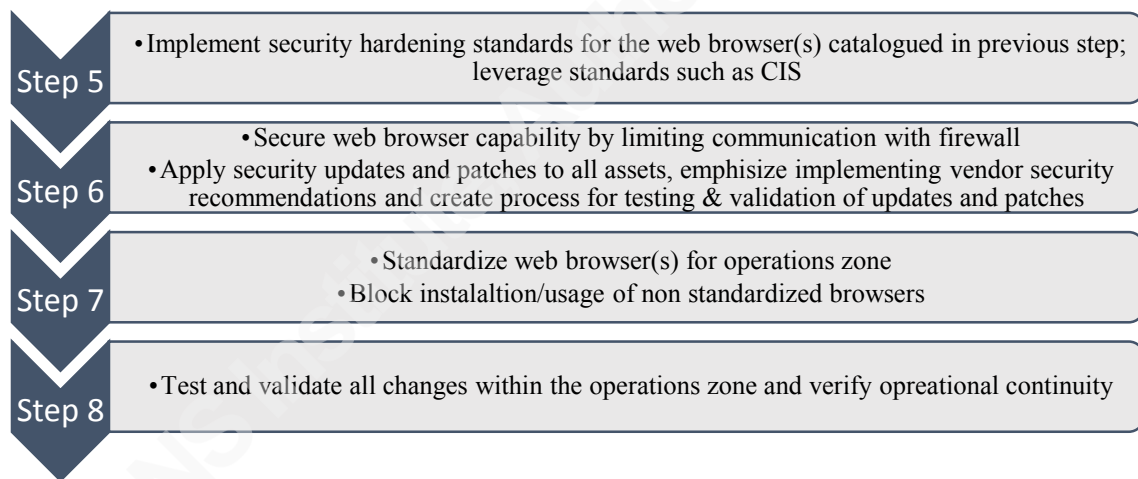 Step 5
•Implement security hardening standards for the web browser(s) catalogued in previous step;
leverage standards such as CIS
Step 6
•Secure web browser capability by limiting communication with firewall
•Apply security updates and patches to all assets, emphisize implementing vendor security
recommendations and create process for testing & validation of updates and patches
Step 7
•Standardize web browser(s) for operations zone
•Block instalaltion/usage of non standardized browsers
Step 8
•Test and validate all changes within the operations zone and verify opreational continuity
NS Institute, Auth